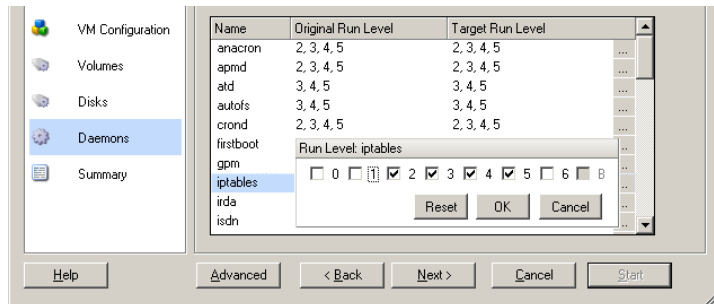 VM Configuration
Volumes
Disks
Daemons
Summary
Name Original Run Level Target Run Level
anacron 2, 3, 4, 5 2, 3, 4, 5 ...
apmd 2, 3, 4, 5 2, 3, 4, 5 ...
atd 3, 4, 5 3, 4, 5 ...
autofs 3, 4, 5 3, 4, 5 ...
crond 2, 3, 4, 5 2, 3, 4, 5 ...
firstboot
gpm
iptables
irda
isdn
Run Level: iptables
0 1 2 3 4 5 6 B
Reset OK Cancel
Help Advanced < Back Next > Cancel Start